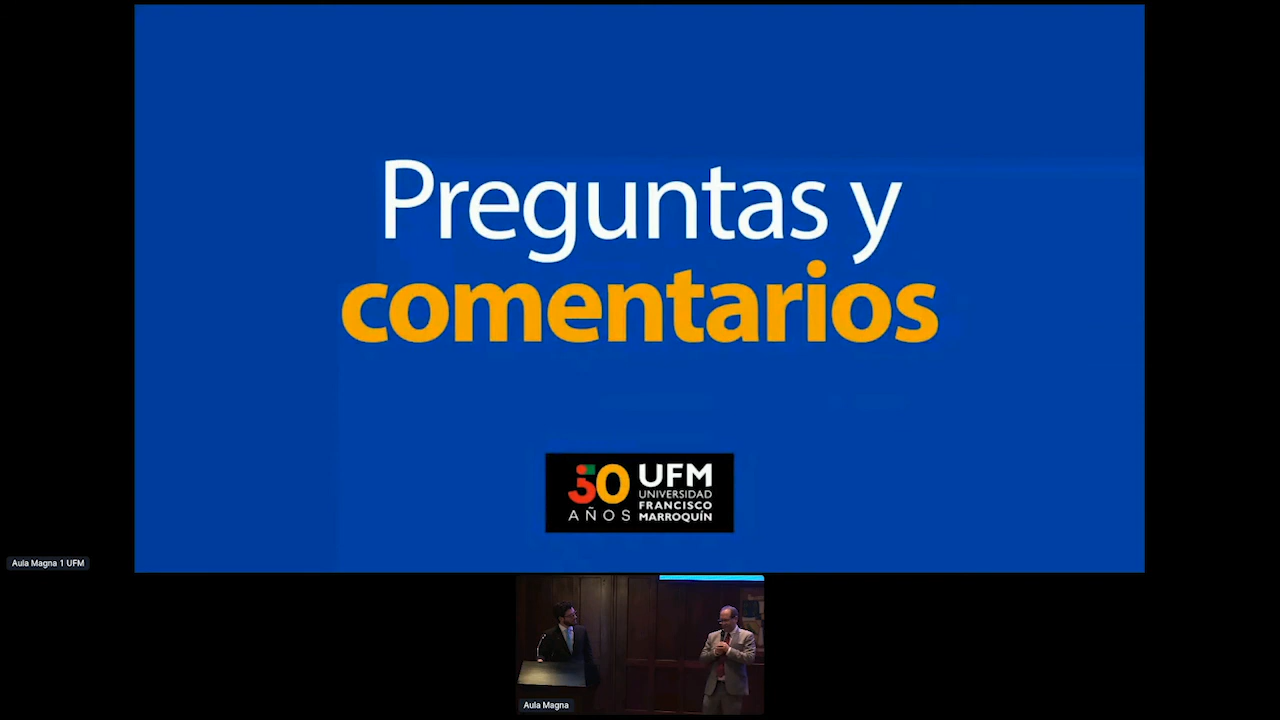 Preguntas y
comentarios
50 UFM
AÑOS
UNIVERSIDAD
FRANCISCO
MARROQUÍN
Aula Magna 1 UFM
Aula Magna